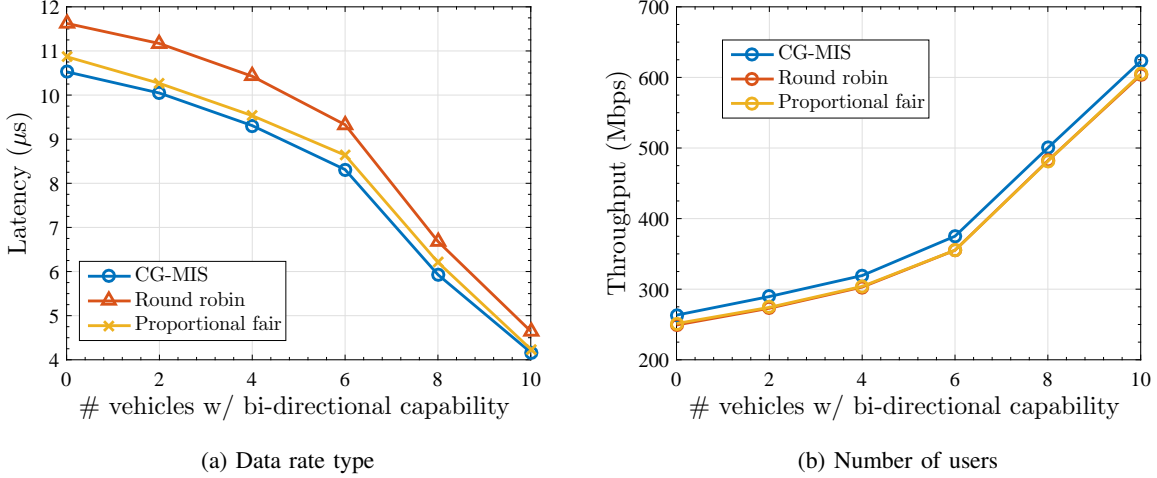 12
11
10
9
8
7
6
5
4
Latency (μs)
CG-MIS
Round robin
Proportional fair
0 2 4 6 8 10
# vehicles w/ bi-directional capability
(a) Data rate type
700
600
500
400
300
200
Throughput (Mbps)
CG-MIS
Round robin
Proportional fair
0 2 4 6 8 10
# vehicles w/ bi-directional capability
(b) Number of users